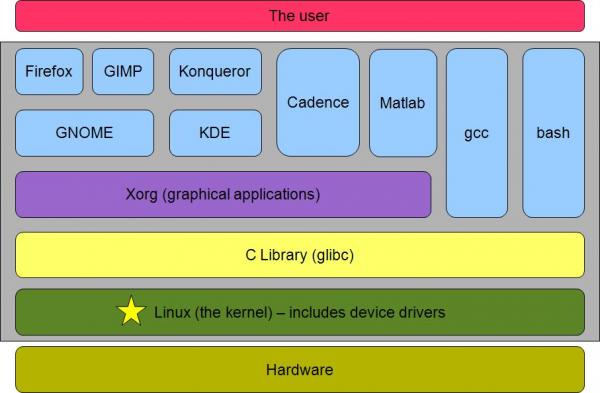 The user
Firefox
GIMP
Konqueror
Cadence
Matlab
gcc
bash
GNOME
KDE
Xorg (graphical applications)
C Library (glibc)
Linux (the kernel) – includes device drivers
Hardware